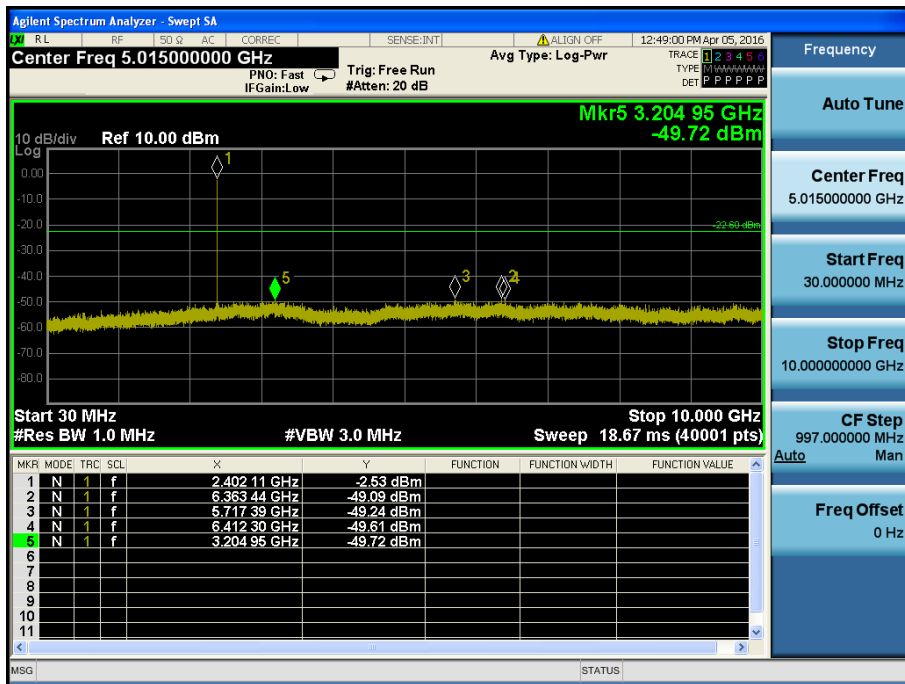 Agilent Spectrum Analyzer - Swept SA
LXI RL RF 50 Ω AC CORREC SENSE:INT ALIGN OFF 12:49:00 PM Apr 05, 2016
Center Freq 5.015000000 GHz
PNO: Fast
IFGain:Low
Trig: Free Run
#Atten: 20 dB
Avg Type: Log-Pwr
TRACE 1 2 3 4 5 6
TYPE M W W W W W
DET P P P P P P
Mkr5 3.204 95 GHz
-49.72 dBm
10 dB/div Ref 10.00 dBm
Log
0.00
-10.0
-20.0
-30.0
-40.0
-50.0
-60.0
-70.0
-80.0
-22.60 dBm
1
5
3
2
4
Start 30 MHz
Stop 10.000 GHz
#Res BW 1.0 MHz
#VBW 3.0 MHz
Sweep 18.67 ms (40001 pts)
MKR MODE TRC SCL X Y FUNCTION FUNCTION WIDTH FUNCTION VALUE
1 N 1 f 2.402 11 GHz -2.53 dBm
2 N 1 f 6.363 44 GHz -49.09 dBm
3 N 1 f 5.717 39 GHz -49.24 dBm
4 N 1 f 6.412 30 GHz -49.61 dBm
5 N 1 f 3.204 95 GHz -49.72 dBm
6
7
8
9
10
11
MSG
STATUS
Frequency
Auto Tune
Center Freq
5.015000000 GHz
Start Freq
30.000000 MHz
Stop Freq
10.000000000 GHz
CF Step
997.000000 MHz
Auto Man
Freq Offset
0 Hz